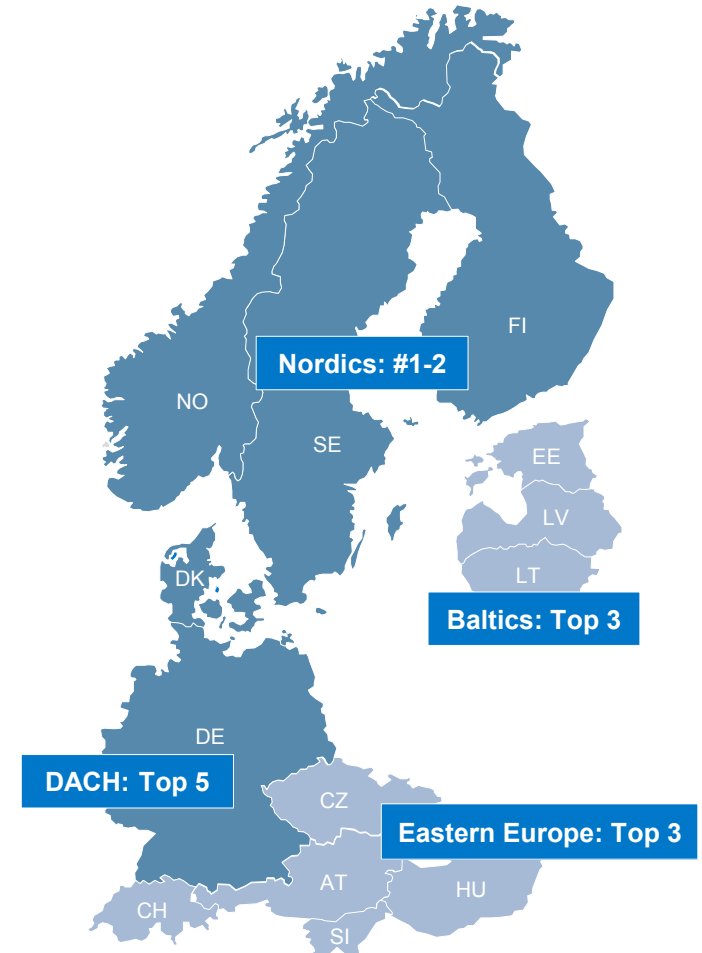 FI
Nordics: #1-2
NO
SE
EE
LV
DK
LT
Baltics: Top 3
DE
DACH: Top 5
CZ
Eastern Europe: Top 3
AT
HU
CH
SI